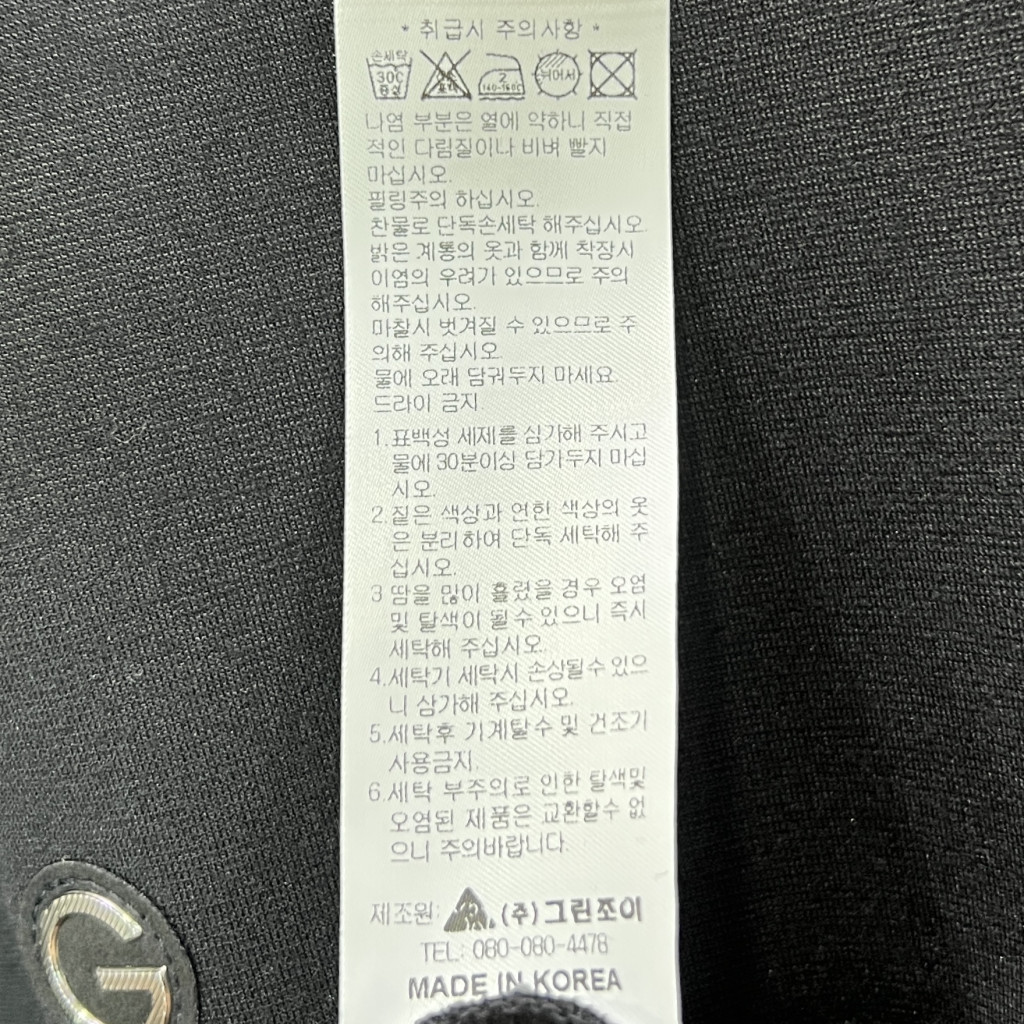 * 취급시 주의사항 *
손세탁
30C
중성
표백
2
140-160C
뉘어서
나염 부분은 열에 약하니 직접
적인 다림질이나 비벼 빨지
마십시오.
필링주의 하십시오.
찬물로 단독손세탁 해주십시오.
밝은 계통의 옷과 함께 착장시
이염의 우려가 있으므로 주의
해주십시오.
마찰시 벗겨질 수 있으므로 주
의해 주십시오.
물에 오래 담궈두지 마세요.
드라이 금지
1.표백성 세제를 삼가해 주시고
물에 30분이상 담가두지 마십
시오.
2.짙은 색상과 연한 색상의 옷
은 분리하여 단독 세탁해 주
십시오.
3 땀을 많이 흘렸을 경우 오염
및 탈색이 될수 있으니 즉시
세탁해 주십시오.
4.세탁기 세탁시 손상될수 있으
니 삼가해 주십시오.
5.세탁후 기계탈수 및 건조기
사용금지.
6.세탁 부주의로 인한 탈색및
오염된 제품은 교환할수 없
으니 주의바랍니다.
제조원: (주)그린조이
TEL: 080-080-4478
MADE IN KOREA
G